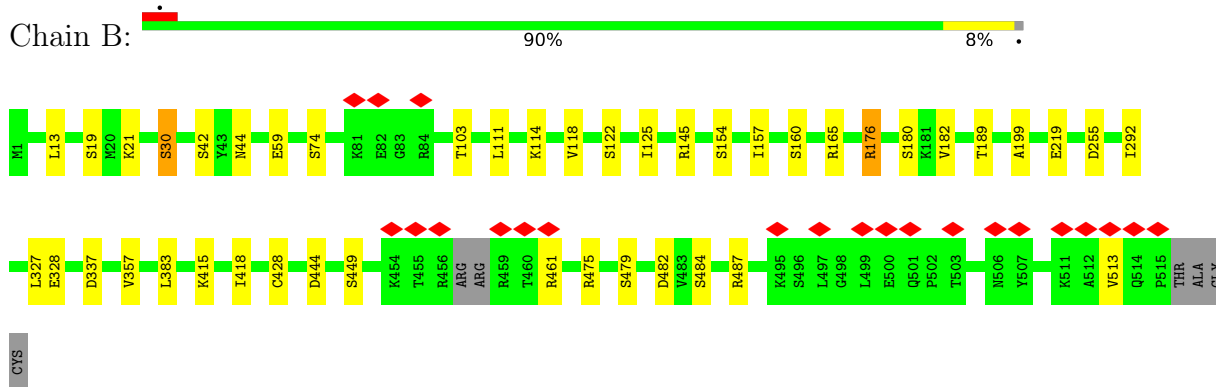 Chain B:
90% 8%
M1 L13 S19 M20 K21 S30 S42 Y43 N44 E59 S74 K81 E82 G83 R84 T103 L111 K114 V118 S122 I125 R145 S154 I157 S160 R165 R176 S180 K181 V182 T189 A199 E219 D255 I292
L327 E328 D337 V357 L383 K415 I418 C428 D444 S449 K454 T455 R456 ARG ARG R459 T460 R461 R475 S479 D482 V483 S484 R487 K495 S496 L497 G498 L499 E500 Q501 P502 T503 N506 Y507 K511 A512 V513 Q514 P515 THR ALA GLY
CYS